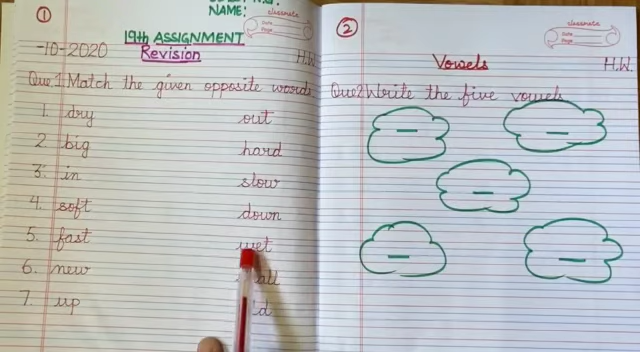 1
NAME:
classmate
Date
Page
19th ASSIGNMENT
-10-2020 Revision H.W.
Que.1 Match the given opposite words
1. dry out
2 big hard
3. in slow
4. soft down
5. fast wet
6. new all
7. up d
2
classmate
Date
Page
Vowels H.W.
Que2 Write the five vowels